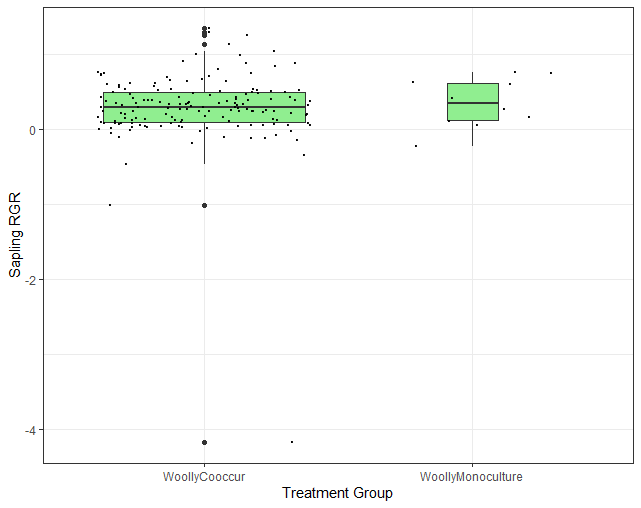 Sapling RGR
0
-2
-4
WoollyCooccur
WoollyMonoculture
Treatment Group